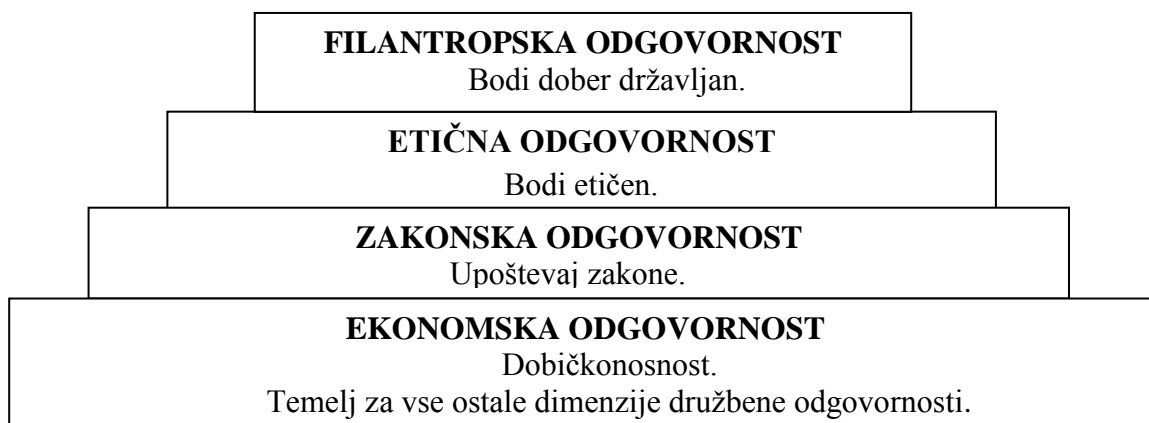 FILANTROPSKA ODGOVORNOST
Bodi dober državljan.
ETIČNA ODGOVORNOST
Bodi etičen.
ZAKONSKA ODGOVORNOST
Upoštevaj zakone.
EKONOMSKA ODGOVORNOST
Dobičkonosnost.
Temelj za vse ostale dimenzije družbene odgovornosti.